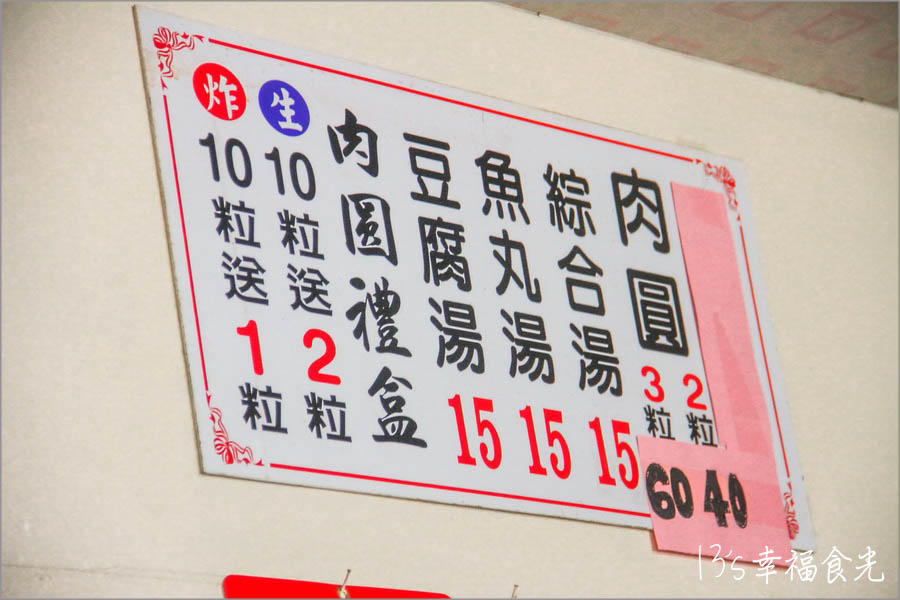 肉圓
2粒 40
3粒 60
綜合湯 15
魚丸湯 15
豆腐湯 15
肉圓禮盒
生 10粒送2粒
炸 10粒送1粒
13's幸福食光